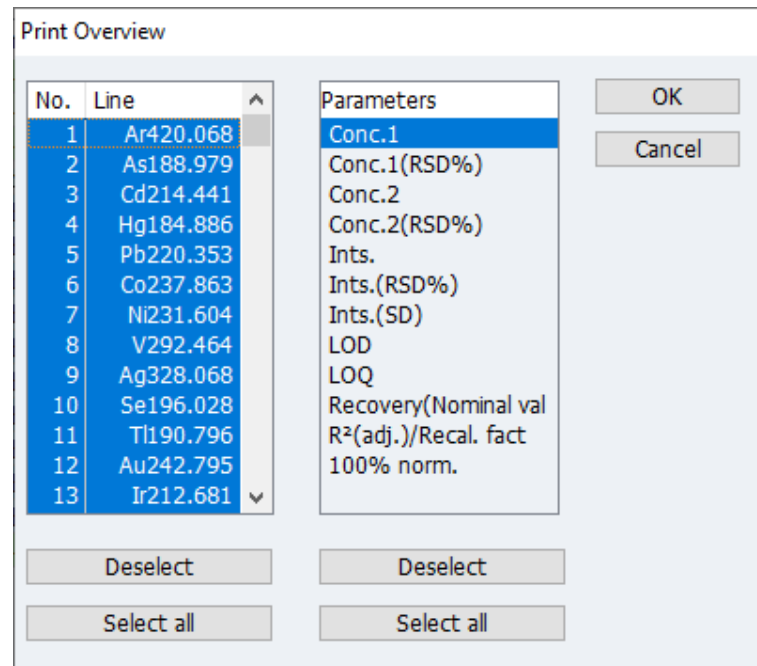 Print Overview
No. Line
1 Ar420.068
2 As188.979
3 Cd214.441
4 Hg184.886
5 Pb220.353
6 Co237.863
7 Ni231.604
8 V292.464
9 Ag328.068
10 Se196.028
11 Tl190.796
12 Au242.795
13 Ir212.681
Deselect
Select all
Parameters
Conc.1
Conc.1(RSD%)
Conc.2
Conc.2(RSD%)
Ints.
Ints.(RSD%)
Ints.(SD)
LOD
LOQ
Recovery(Nominal val
R²(adj.)/Recal. fact
100% norm.
Deselect
Select all
OK
Cancel